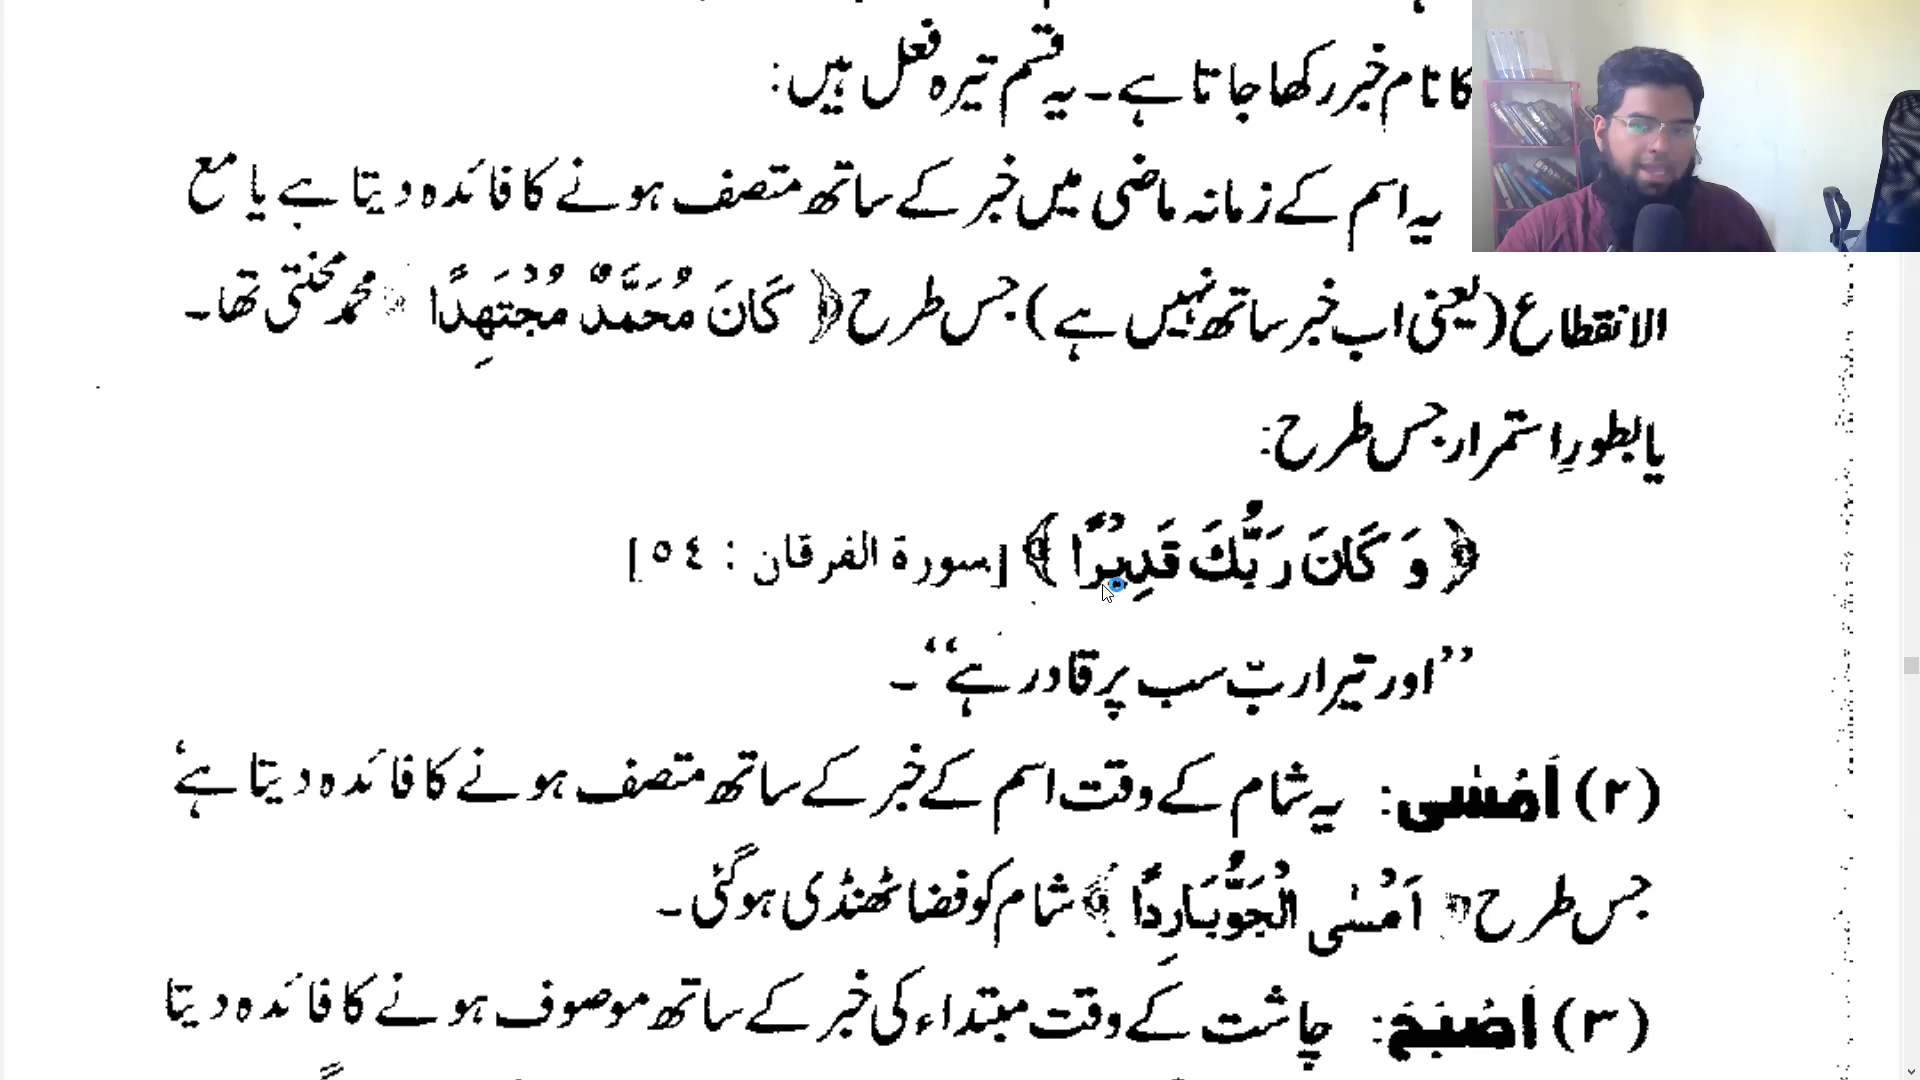 کا نام خبر رکھا جاتا ہے۔ یہ قسم تیرہ فعل ہیں:
یہ اسم کے زمانہ ماضی میں خبر کے ساتھ متصف ہونے کا فائدہ دیتا ہے یا مع
الانقطاع (یعنی اب خبر ساتھ نہیں ہے) جس طرح ﴿كَانَ مُحَمَّدٌ مُجْتَهِدًا﴾ محمد محنتی تھا۔
یا بطورِ استمرار جس طرح:
﴿وَ كَانَ رَبُّكَ قَدِيْرًا﴾ [سورة الفرقان : ٥٤]
’’اور تیرا ربّ سب پر قادر ہے‘‘۔
(۲) اَمْسٰی: یہ شام کے وقت اسم کے خبر کے ساتھ متصف ہونے کا فائدہ دیتا ہے،
جس طرح ﴿اَمْسٰى الْجَوُّ بَارِدًا﴾ شام کو فضا ٹھنڈی ہو گئی۔
(۳) اَصْبَحَ: چاشت کے وقت مبتداء کی خبر کے ساتھ موصوف ہونے کا فائدہ دیتا